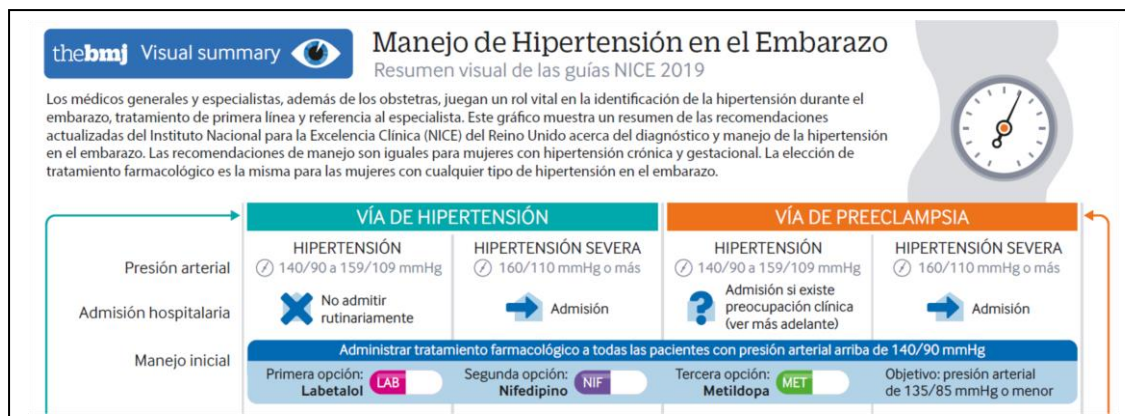 thebmj Visual summary
Manejo de Hipertensión en el Embarazo
Resumen visual de las guías NICE 2019
Los médicos generales y especialistas, además de los obstetras, juegan un rol vital en la identificación de la hipertensión durante el
embarazo, tratamiento de primera línea y referencia al especialista. Este gráfico muestra un resumen de las recomendaciones
actualizadas del Instituto Nacional para la Excelencia Clínica (NICE) del Reino Unido acerca del diagnóstico y manejo de la hipertensión
en el embarazo. Las recomendaciones de manejo son iguales para mujeres con hipertensión crónica y gestacional. La elección de
tratamiento farmacológico es la misma para las mujeres con cualquier tipo de hipertensión en el embarazo.
VÍA DE HIPERTENSIÓN
VÍA DE PREECLAMPSIA
Presión arterial
HIPERTENSIÓN
140/90 a 159/109 mmHg
HIPERTENSIÓN SEVERA
160/110 mmHg o más
HIPERTENSIÓN
140/90 a 159/109 mmHg
HIPERTENSIÓN SEVERA
160/110 mmHg o más
Admisión hospitalaria
No admitir
rutinariamente
Admisión
?
Admisión si existe
preocupación clínica
(ver más adelante)
Admisión
Manejo inicial
Administrar tratamiento farmacológico a todas las pacientes con presión arterial arriba de 140/90 mmHg
Primera opción:
Labetalol
LAB
Segunda opción:
Nifedipino
NIF
Tercera opción:
Metildopa
MET
Objetivo: presión arterial
de 135/85 mmHg o menor